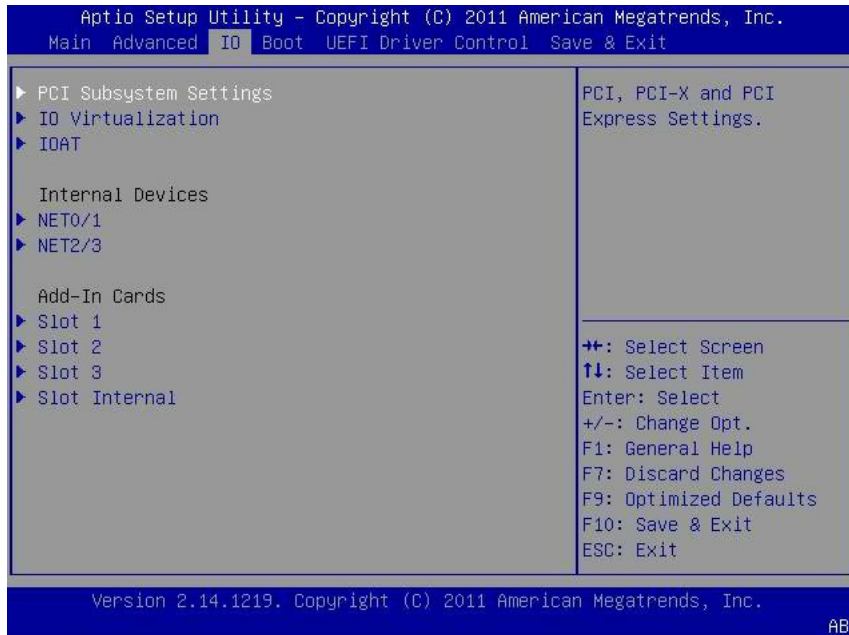 Aptio Setup Utility – Copyright (C) 2011 American Megatrends, Inc.
Main Advanced IO Boot UEFI Driver Control Save & Exit
PCI Subsystem Settings
IO Virtualization
IOAT
Internal Devices
NET0/1
NET2/3
Add-In Cards
Slot 1
Slot 2
Slot 3
Slot Internal
PCI, PCI-X and PCI
Express Settings.
→←: Select Screen
↑↓: Select Item
Enter: Select
+/-: Change Opt.
F1: General Help
F7: Discard Changes
F9: Optimized Defaults
F10: Save & Exit
ESC: Exit
Version 2.14.1219. Copyright (C) 2011 American Megatrends, Inc.
AB